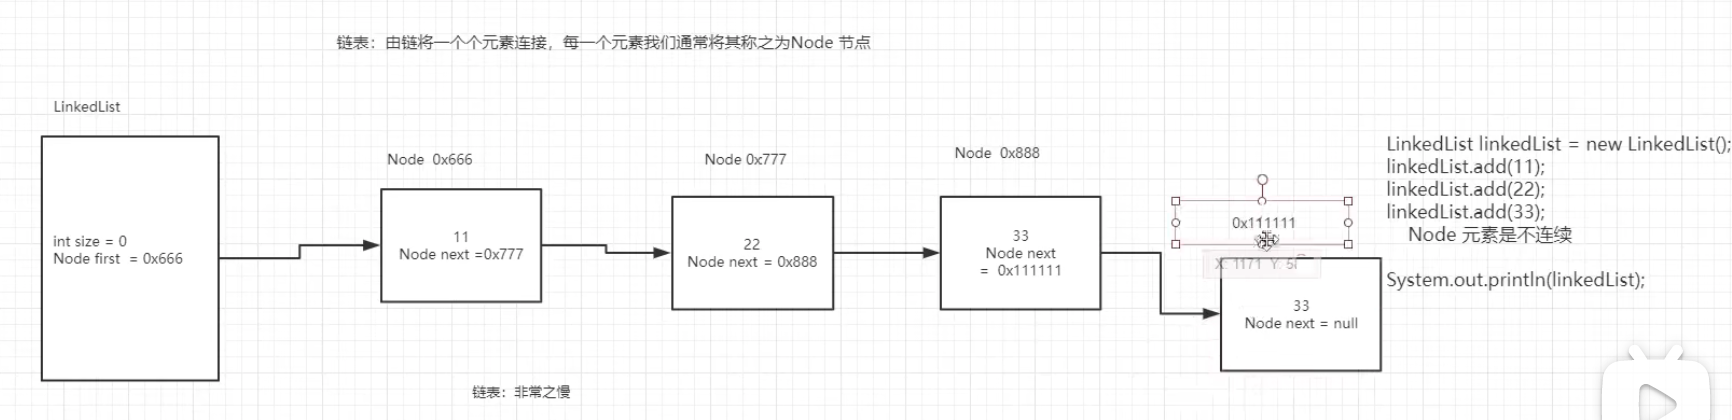 链表：由链将一个个元素连接，每一个元素我们通常将其称之为Node 节点
LinkedList
int size = 0
Node first  = 0x666
Node  0x666
11
Node next =0x777
Node 0x777
22
Node next = 0x888
Node  0x888
33
Node next
=  0x111111
0x111111
X: 1171  Y: 5
33
Node next = null
LinkedList linkedList = new LinkedList();
linkedList.add(11);
linkedList.add(22);
linkedList.add(33);
Node 元素是不连续
System.out.println(linkedList);
链表：非常之慢